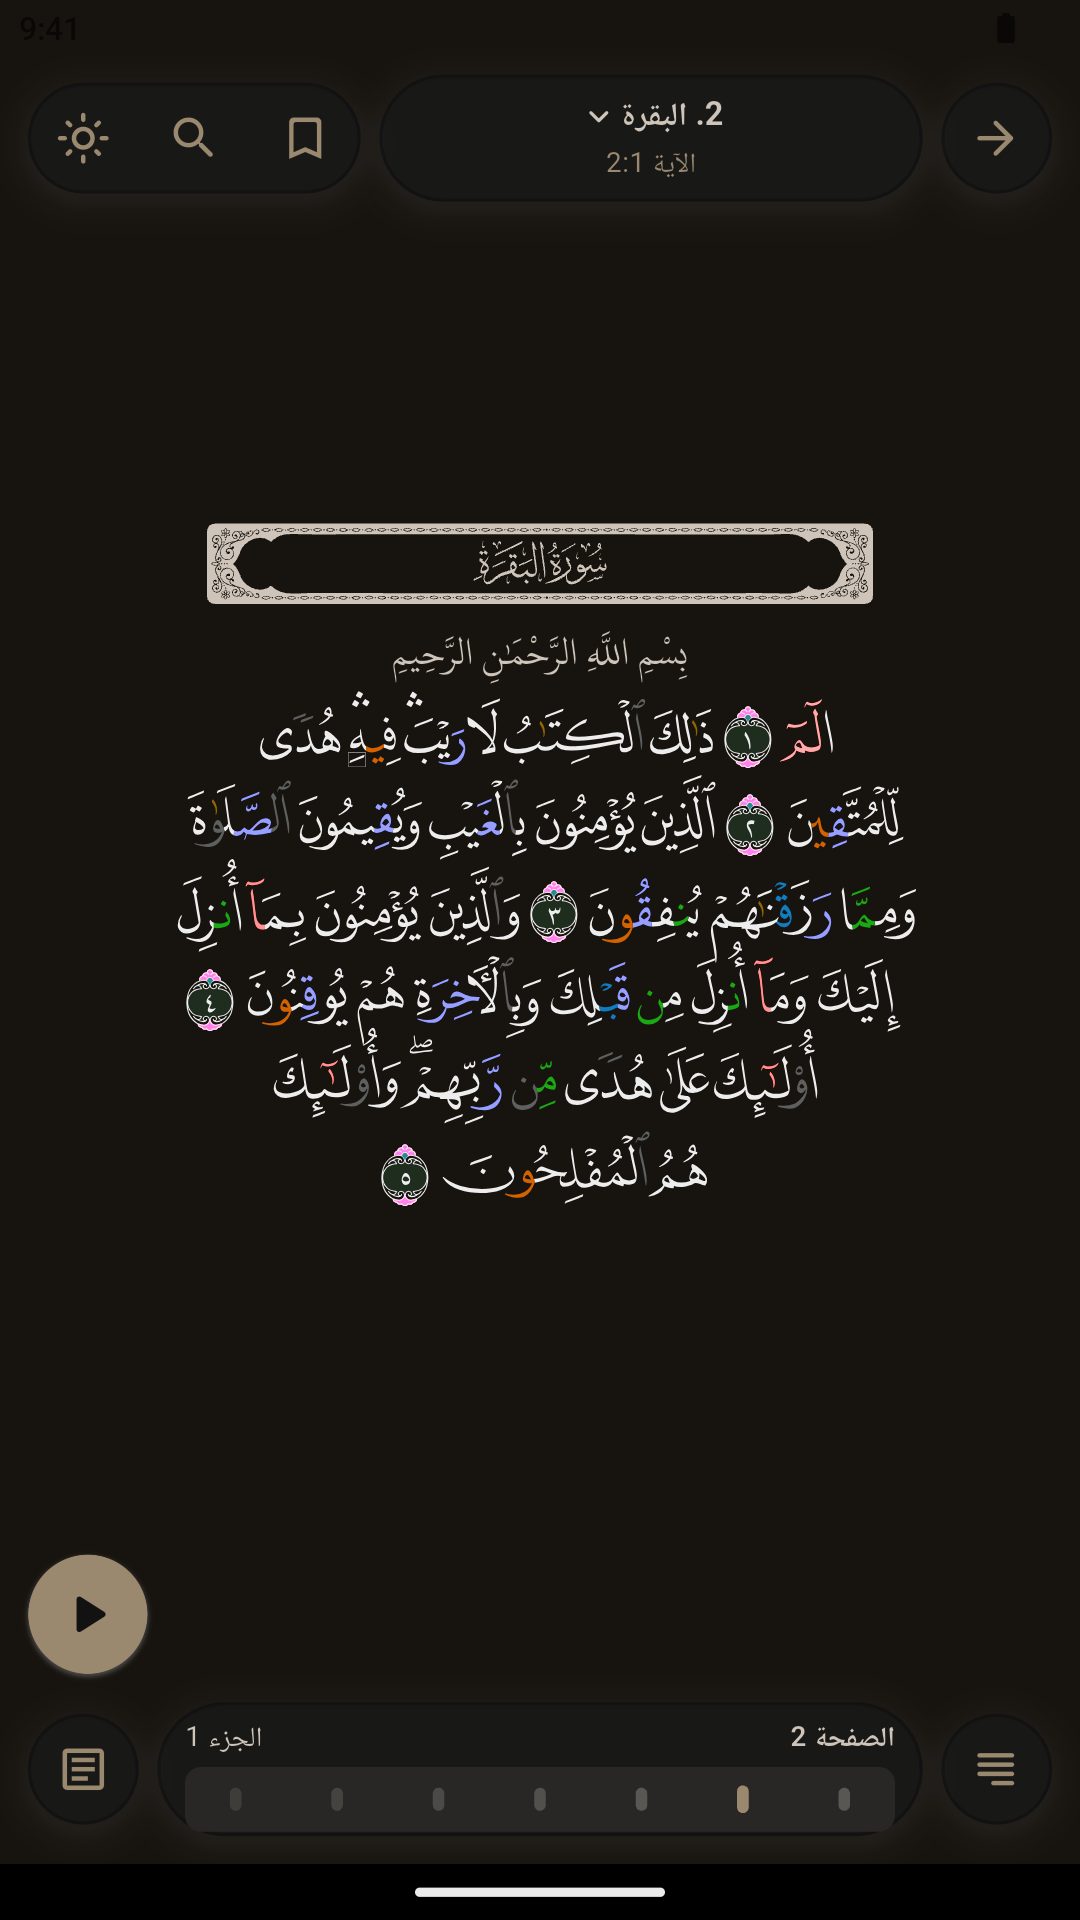 9:41
2. البقرة
الآية 2:1
سُورَةُ البَقَرَةِ
بِسْمِ اللَّهِ الرَّحْمَٰنِ الرَّحِيمِ
الٓمٓ ١ ذَٰلِكَ ٱلْكِتَٰبُ لَا رَيْبَ ۛ فِيهِ ۛ هُدًى
لِّلْمُتَّقِينَ ٢ ٱلَّذِينَ يُؤْمِنُونَ بِٱلْغَيْبِ وَيُقِيمُونَ ٱلصَّلَوٰةَ
وَمِمَّا رَزَقْنَٰهُمْ يُنفِقُونَ ٣ وَٱلَّذِينَ يُؤْمِنُونَ بِمَآ أُنزِلَ
إِلَيْكَ وَمَآ أُنزِلَ مِن قَبْلِكَ وَبِٱلْأَخِرَةِ هُمْ يُوقِنُونَ ٤
أُوْلَٰٓئِكَ عَلَىٰ هُدًى مِّن رَّبِّهِمْ ۖ وَأُوْلَٰٓئِكَ
هُمُ ٱلْمُفْلِحُونَ ٥
الصفحة 2
الجزء 1